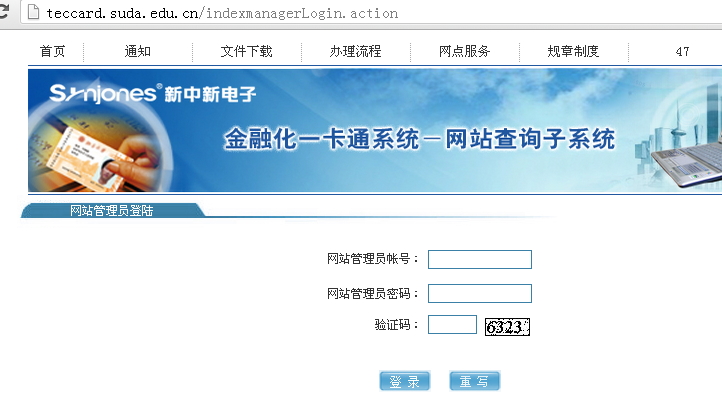 teccard.suda.edu.cn/indexmanagerLogin.action
首页 通知 文件下载 办理流程 网点服务 规章制度 47
Synjones® 新中新电子
金融化一卡通系统－网站查询子系统
网站管理员登陆
网站管理员帐号：
网站管理员密码：
验证码： 6323
登 录 重 写